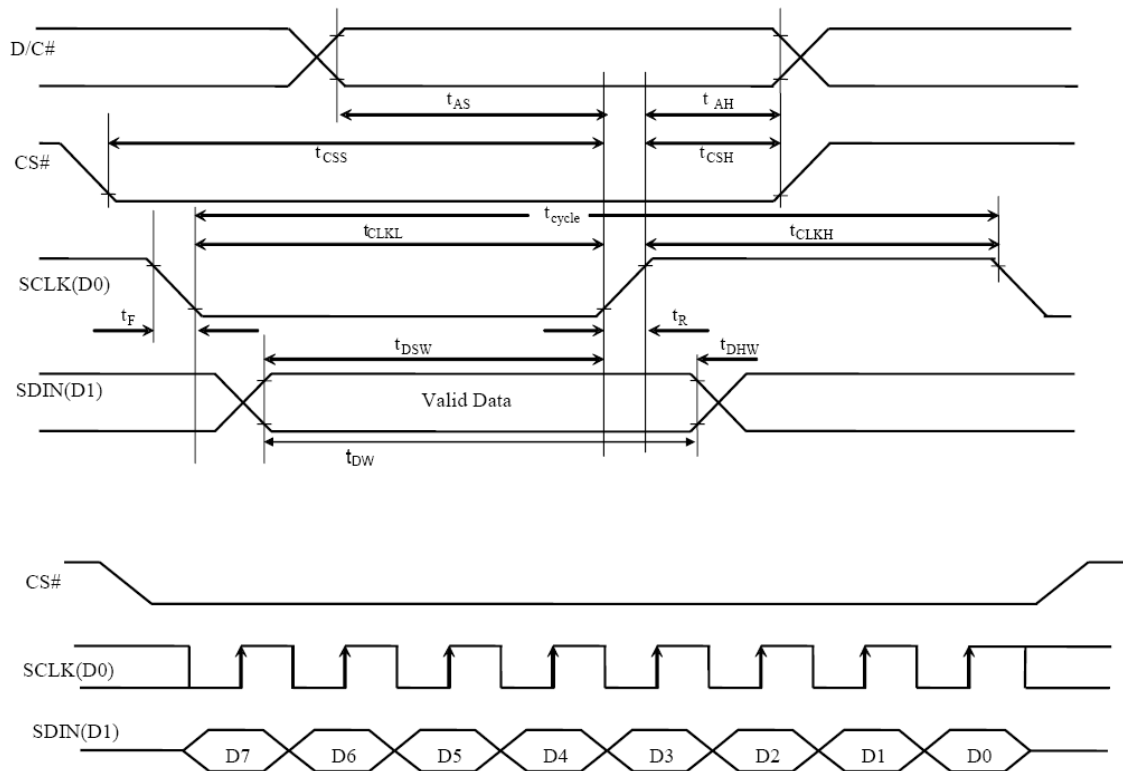 D/C#
tAS
t AH
CS#
tCSS
tCSH
tcycle
tCLKL
tCLKH
SCLK(D0)
tF
tR
tDSW
tDHW
SDIN(D1)
Valid Data
tDW
CS#
SCLK(D0)
SDIN(D1)
D7 D6 D5 D4 D3 D2 D1 D0